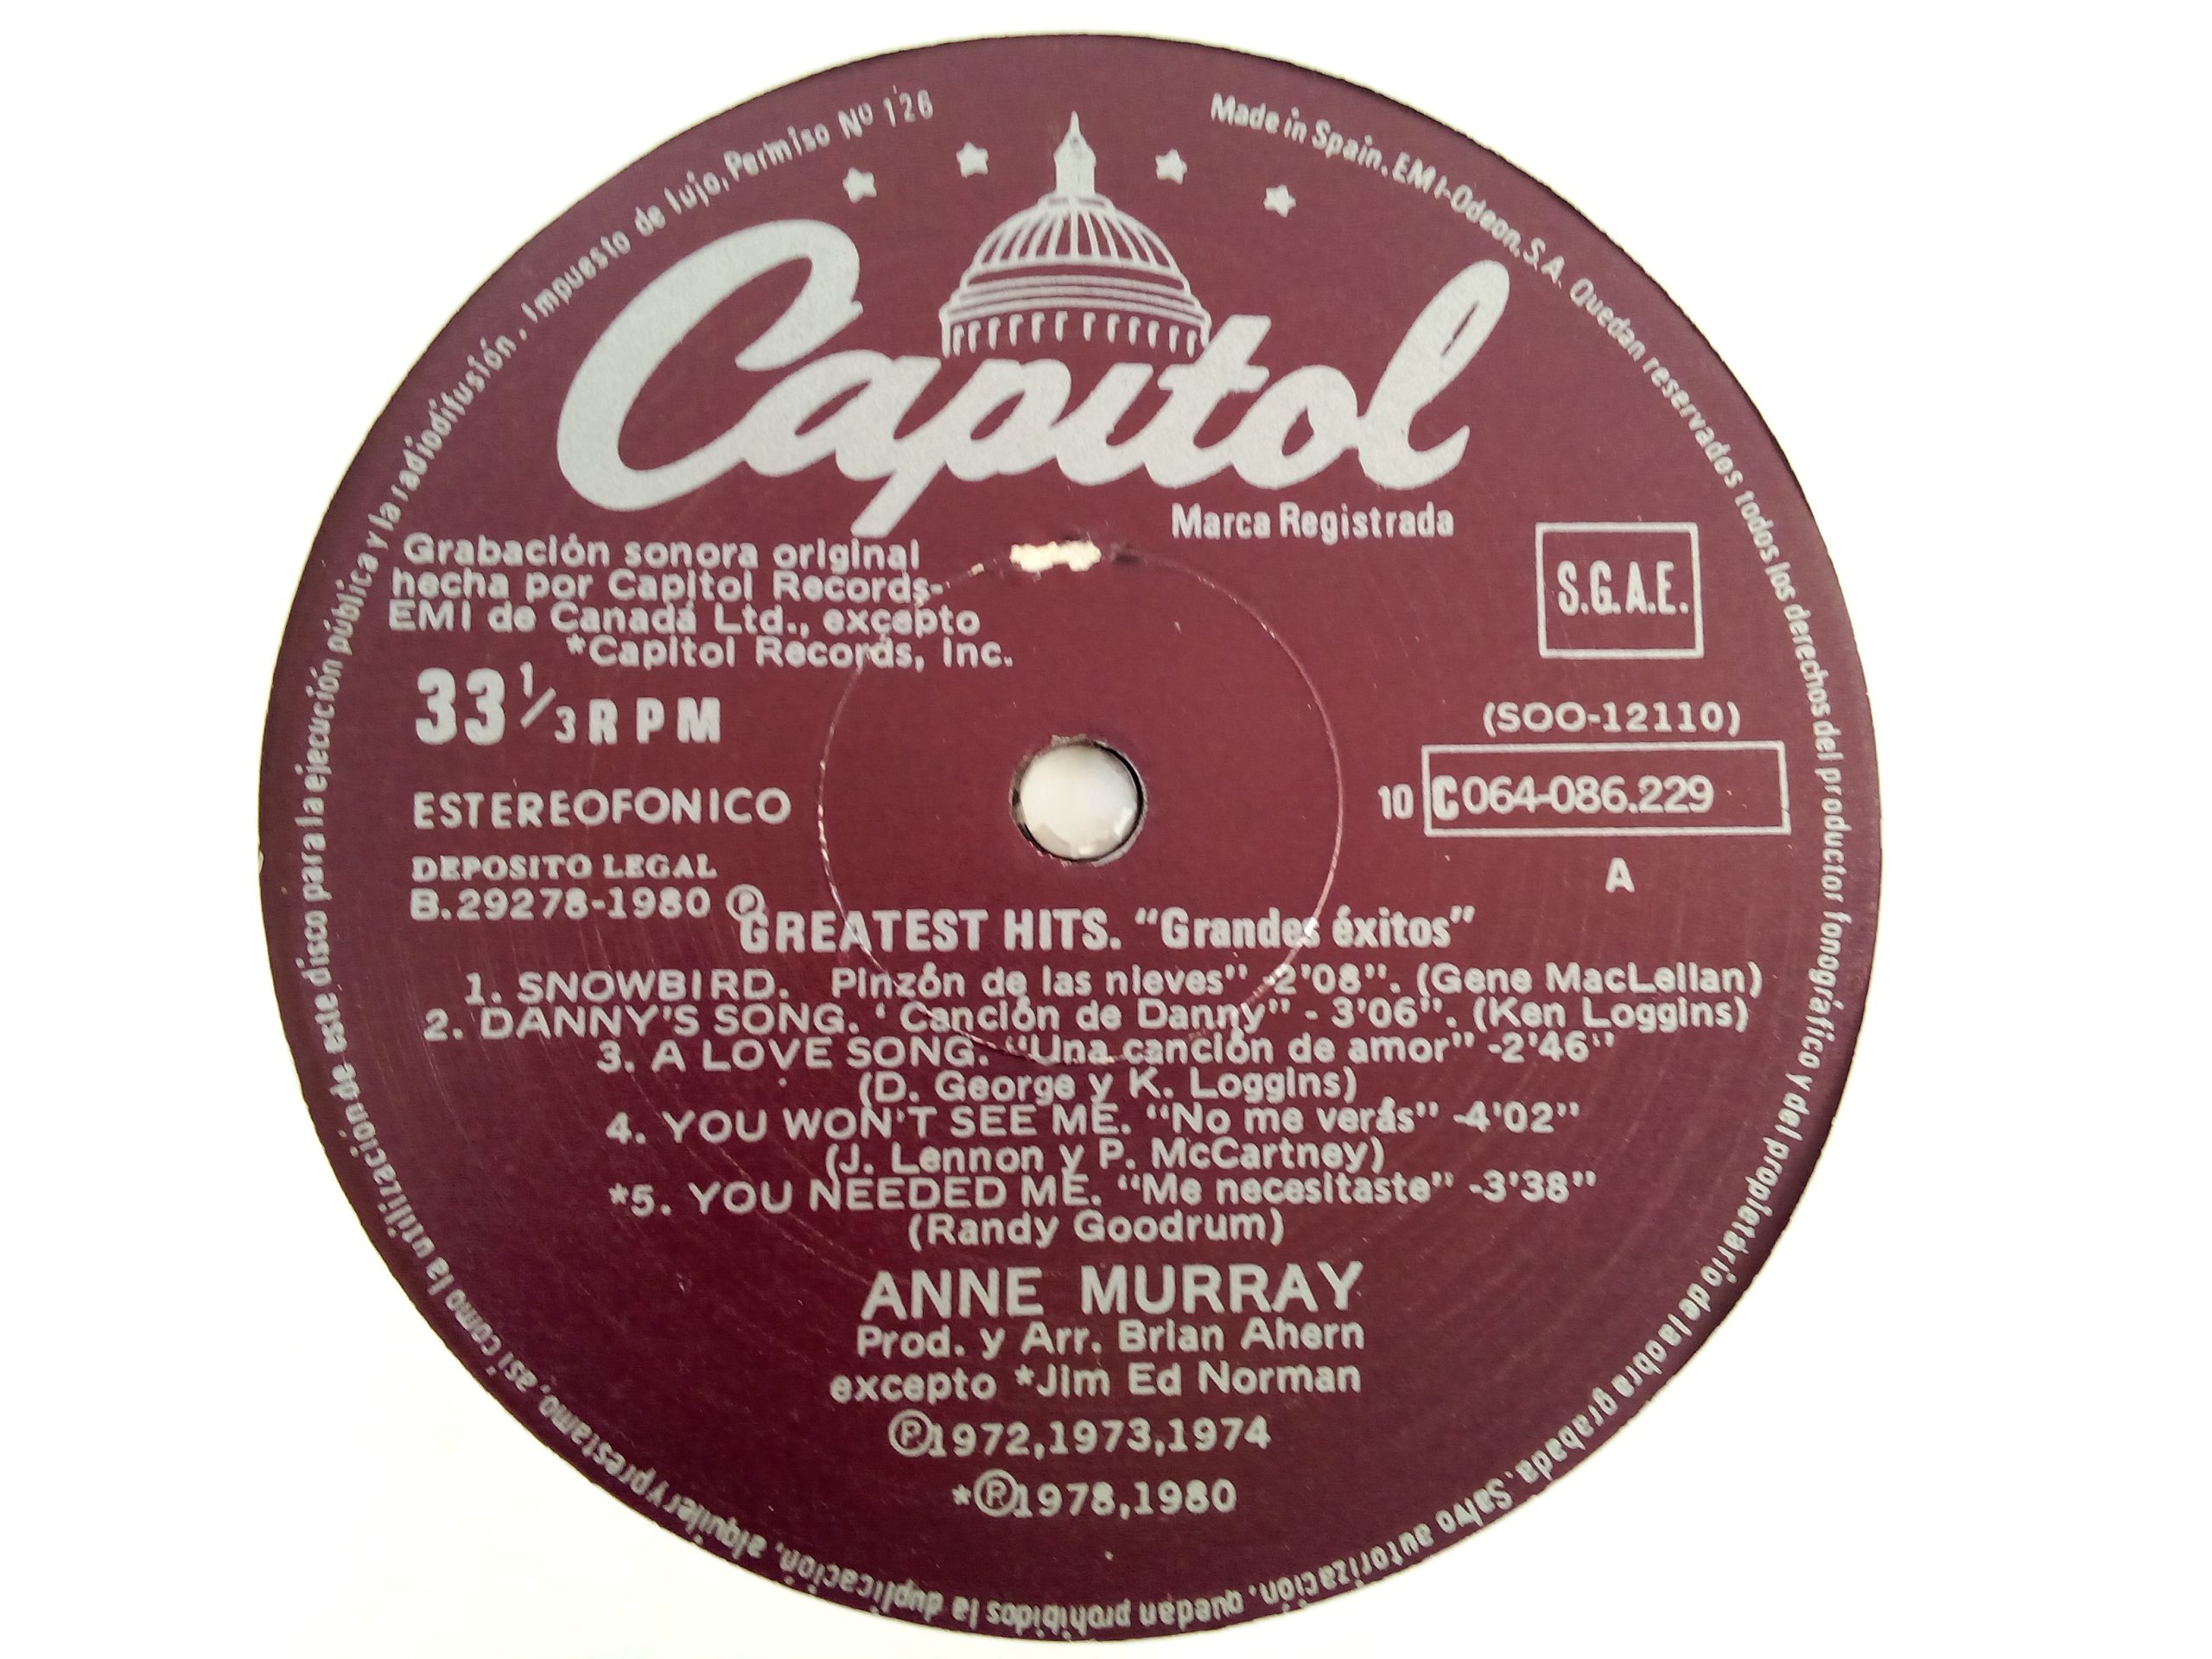 Impuesto de lujo, Permiso Nº 126
Made in Spain. EMI-Odeon, S.A. Quedan reservados todos los derechos del productor fonográfico y del propietario de la obra grabada. Salvo autorización, quedan prohibidos la duplicación, alquiler y prestamo, así como la utilización de este disco para la ejecución pública y la radiodifusión.
Capitol
Marca Registrada
Grabación sonora original
hecha por Capitol Records-
EMI de Canadá Ltd., excepto
*Capitol Records, Inc.
S.G.A.E.
33 1/3 RPM
(SOO-12110)
10 C 064-086.229
ESTEREOFONICO
A
DEPOSITO LEGAL
B.29278-1980 ℗
GREATEST HITS. "Grandes éxitos"
1. SNOWBIRD. Pinzón de las nieves" -2'08". (Gene MacLellan)
2. DANNY'S SONG. ' Canción de Danny" - 3'06". (Ken Loggins)
3. A LOVE SONG. "Una canción de amor" -2'46"
(D. George y K. Loggins)
4. YOU WON'T SEE ME. "No me verás" -4'02"
(J. Lennon y P. McCartney)
*5. YOU NEEDED ME. "Me necesitaste" -3'38"
(Randy Goodrum)
ANNE MURRAY
Prod. y Arr. Brian Ahern
excepto *Jim Ed Norman
℗1972,1973,1974
*℗1978,1980